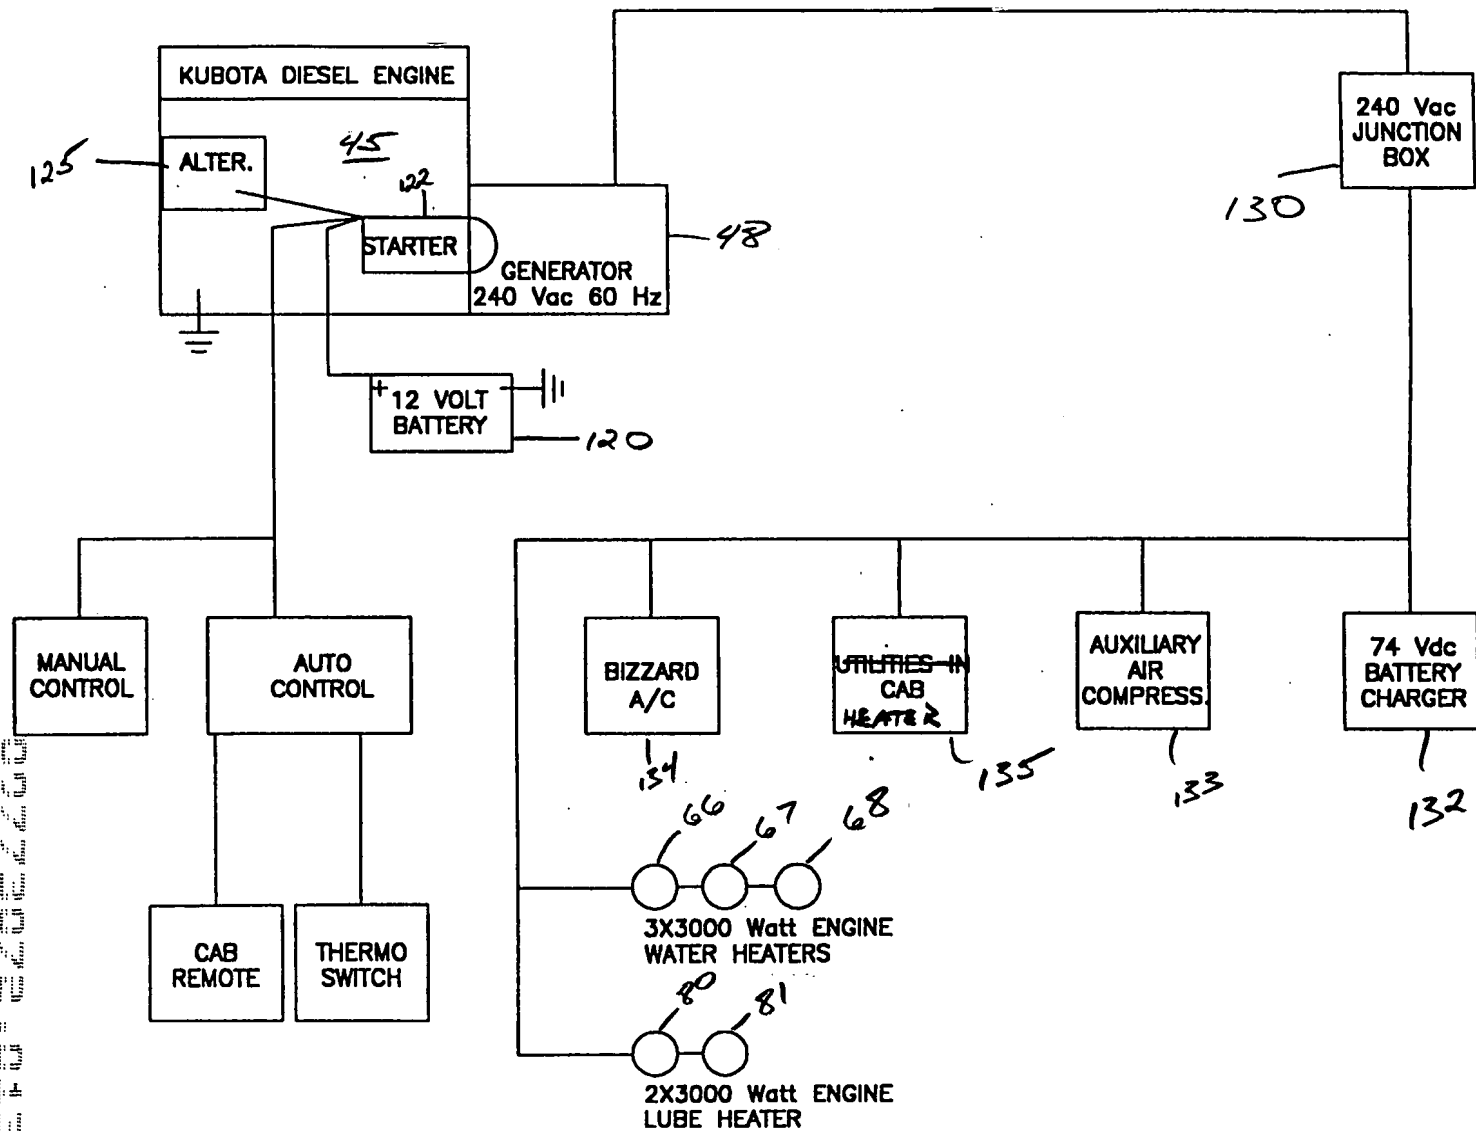 KUBOTA DIESEL ENGINE
ALTER.
125
45
122
STARTER
GENERATOR
240 Vac 60 Hz
48
240 Vac
JUNCTION
BOX
130
+ 12 VOLT -
BATTERY
120
MANUAL
CONTROL
AUTO
CONTROL
CAB
REMOTE
THERMO
SWITCH
BIZZARD
A/C
134
UTILITIES IN
CAB
HEATER
135
AUXILIARY
AIR
COMPRESS.
133
74 Vdc
BATTERY
CHARGER
132
66 67 68
3X3000 Watt ENGINE
WATER HEATERS
80 81
2X3000 Watt ENGINE
LUBE HEATER